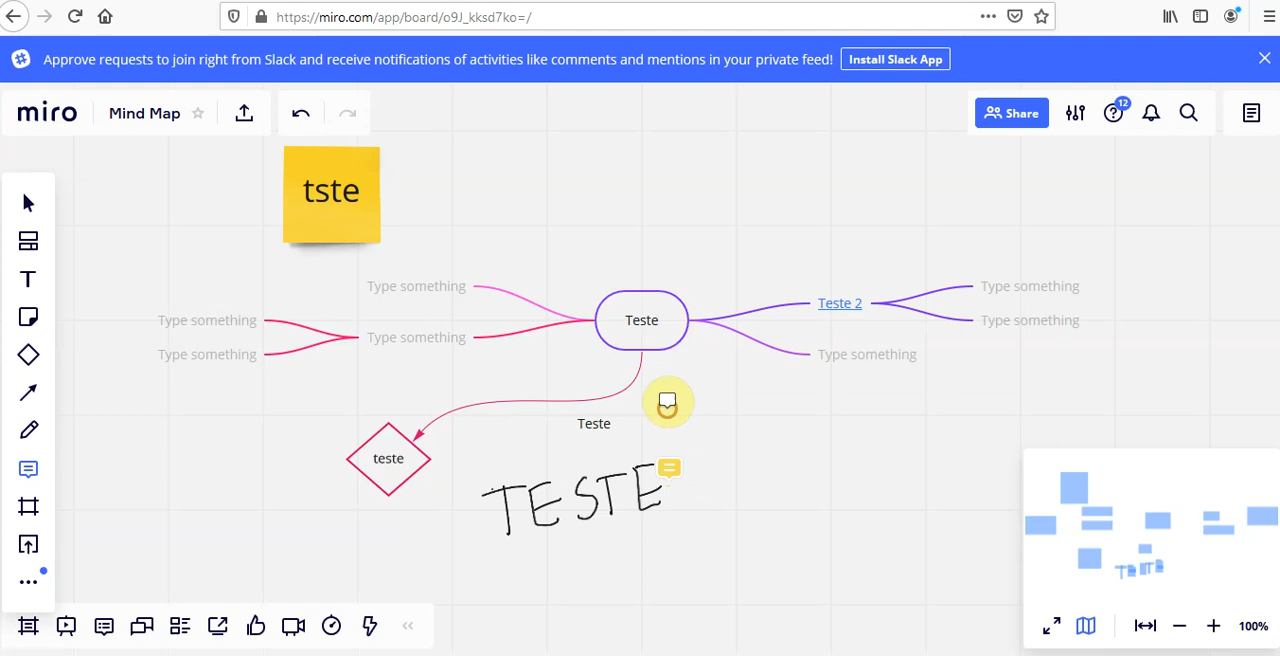 https://miro.com/app/board/o9J_kksd7ko=/
Approve requests to join right from Slack and receive notifications of activities like comments and mentions in your private feed! Install Slack App
miro Mind Map Share 12
tste
Type something Teste Teste 2 Type something
Type something Type something Type something
Type something Type something
Teste
teste
TESTE
100%